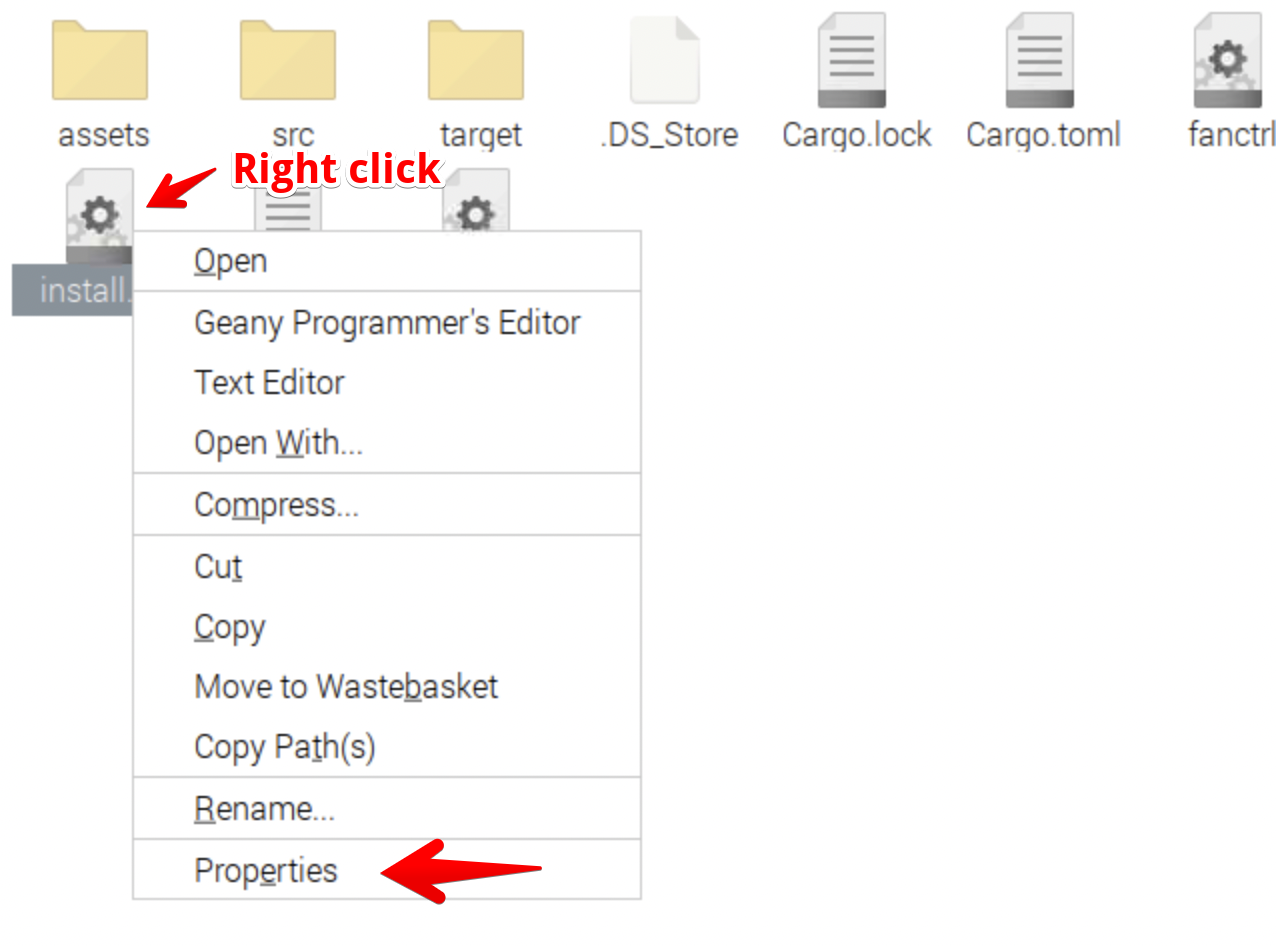 assets src target .DS_Store Cargo.lock Cargo.toml fanctrl
Right click
install.
Open
Geany Programmer's Editor
Text Editor
Open With...
Compress...
Cut
Copy
Move to Wastebasket
Copy Path(s)
Rename...
Properties